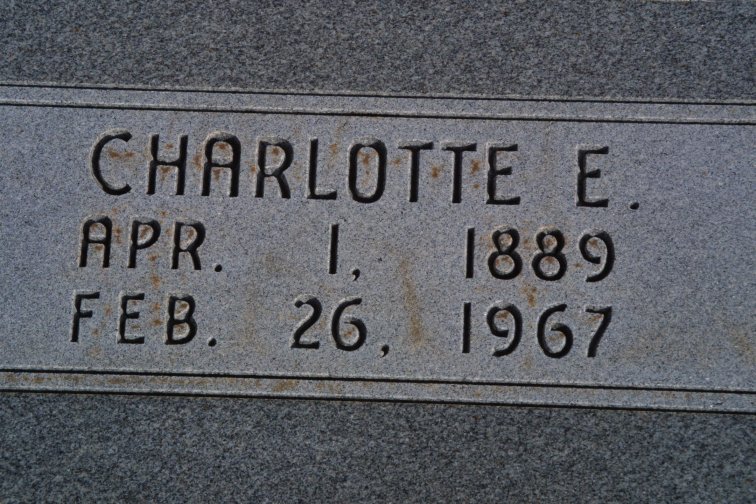 CHARLOTTE E.
APR. 1, 1889
FEB. 26, 1967